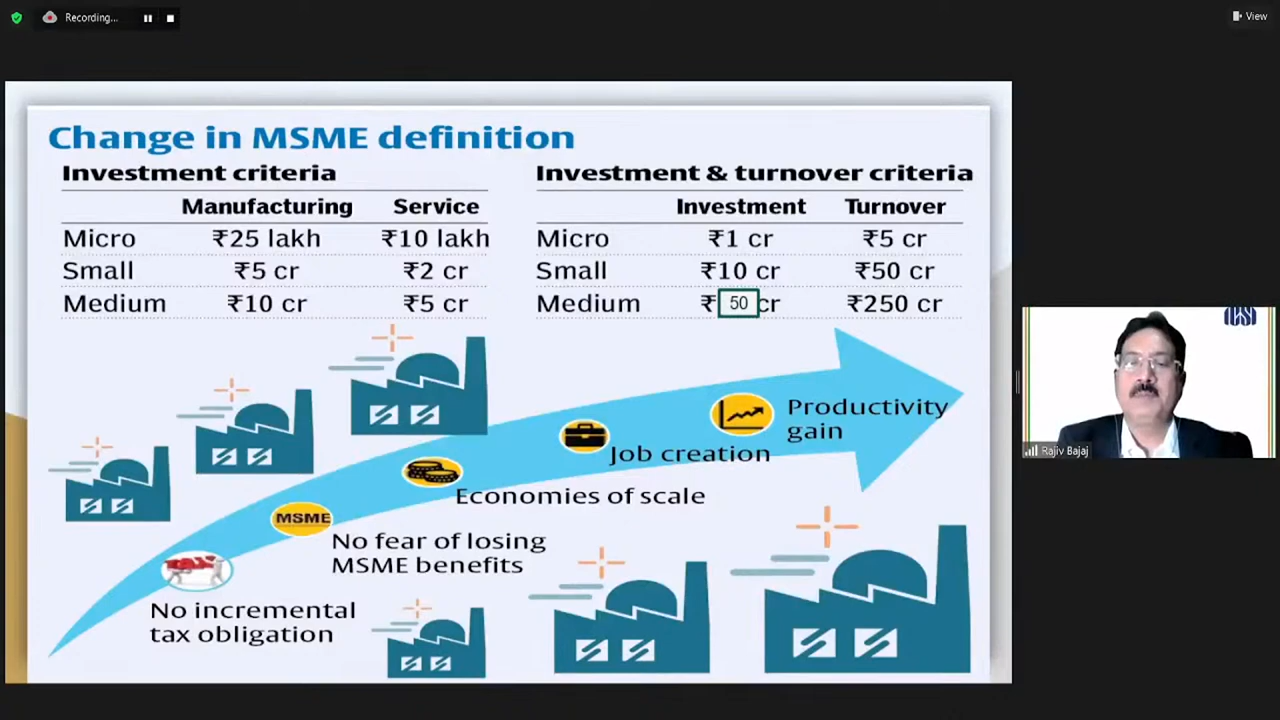 Recording...
View
Change in MSME definition
Investment criteria
Manufacturing Service
Micro ₹25 lakh ₹10 lakh
Small ₹5 cr ₹2 cr
Medium ₹10 cr ₹5 cr
Investment & turnover criteria
Investment Turnover
Micro ₹1 cr ₹5 cr
Small ₹10 cr ₹50 cr
Medium ₹50 cr ₹250 cr
Productivity
gain
Job creation
Economies of scale
MSME
No fear of losing
MSME benefits
No incremental
tax obligation
Rajiv Bajaj